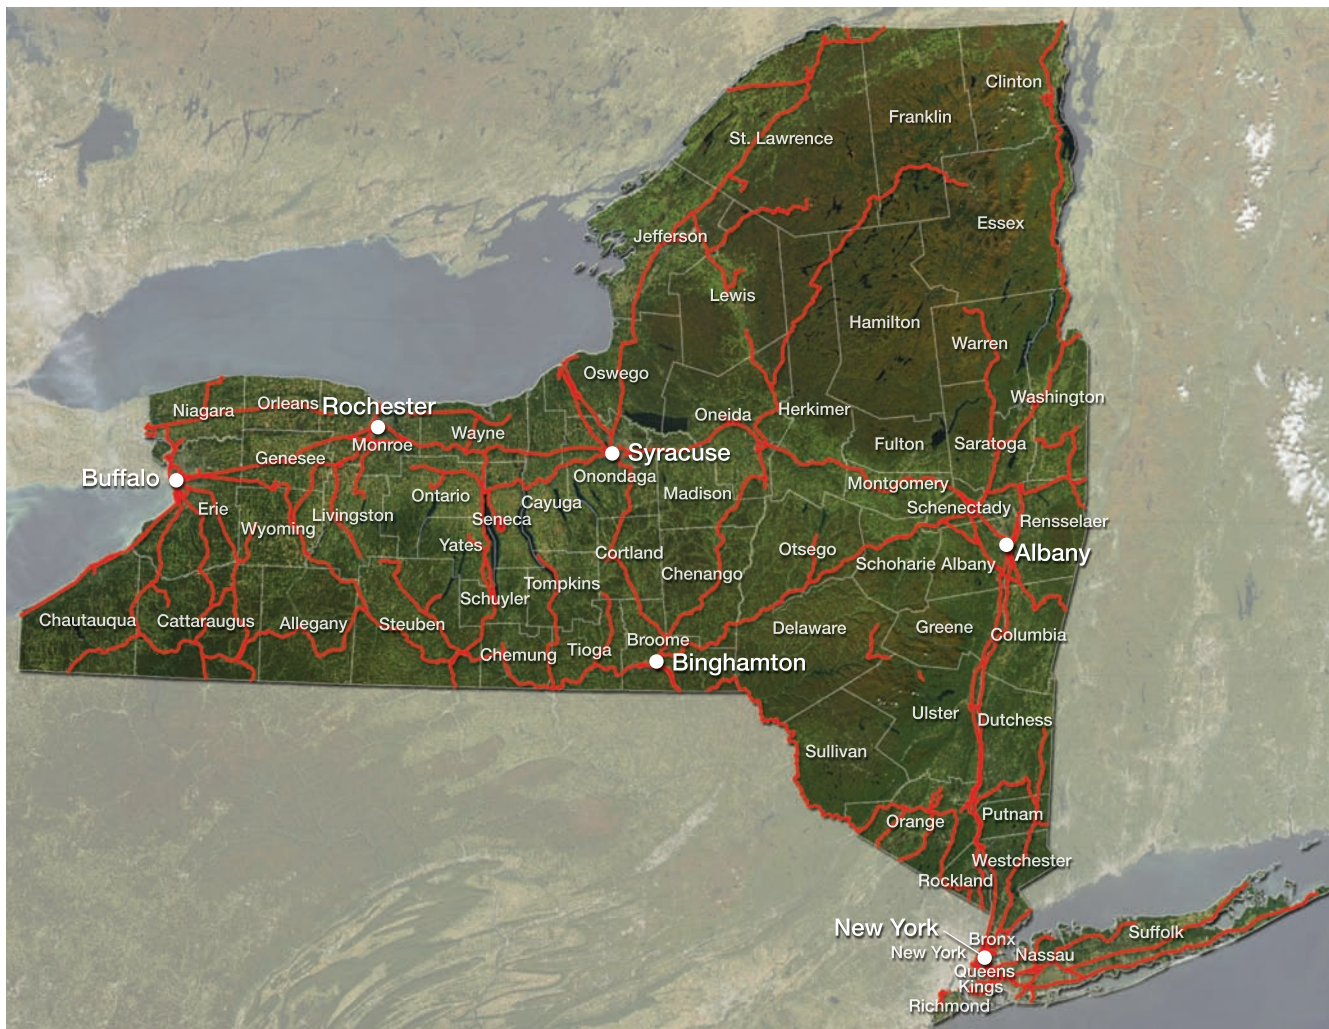 Clinton
Franklin
St. Lawrence
Essex
Jefferson
Lewis
Hamilton
Warren
Oswego
Washington
Niagara
Orleans
Rochester
Oneida
Herkimer
Wayne
Monroe
Fulton
Saratoga
Syracuse
Genesee
Buffalo
Onondaga
Montgomery
Ontario
Madison
Cayuga
Erie
Schenectady
Livingston
Seneca
Rensselaer
Wyoming
Yates
Cortland
Otsego
Albany
Schoharie
Albany
Chenango
Tompkins
Schuyler
Chautauqua
Cattaraugus
Allegany
Steuben
Delaware
Greene
Columbia
Broome
Tioga
Chemung
Binghamton
Ulster
Dutchess
Sullivan
Putnam
Orange
Westchester
Rockland
New York
Suffolk
Bronx
New York
Nassau
Queens
Kings
Richmond